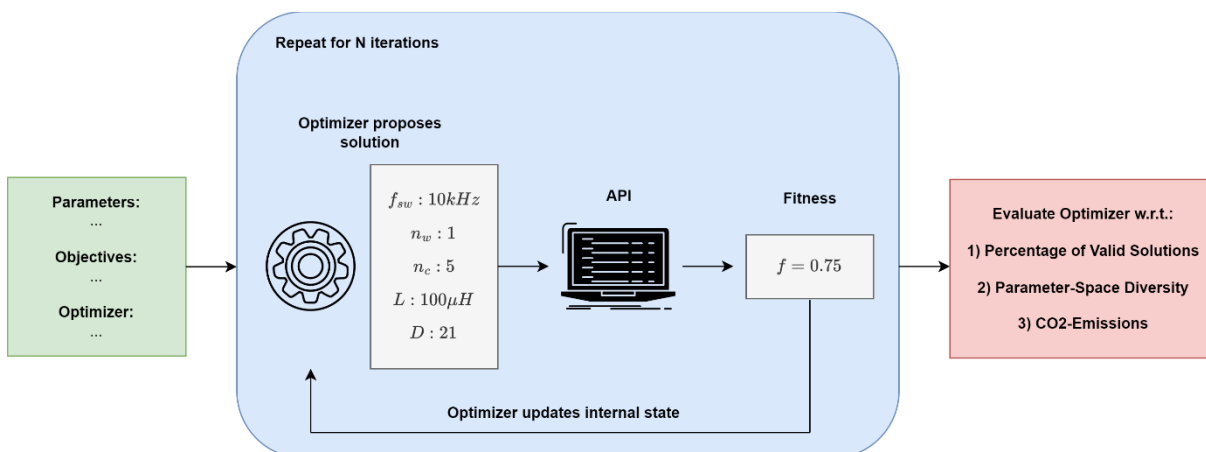 Repeat for N iterations
Parameters:
...
Objectives:
...
Optimizer:
...
Optimizer proposes
solution
f_{sw} : 10kHz
n_w : 1
n_c : 5
L : 100μH
D : 21
API
Fitness
f = 0.75
Optimizer updates internal state
Evaluate Optimizer w.r.t.:
1) Percentage of Valid Solutions
2) Parameter-Space Diversity
3) CO2-Emissions